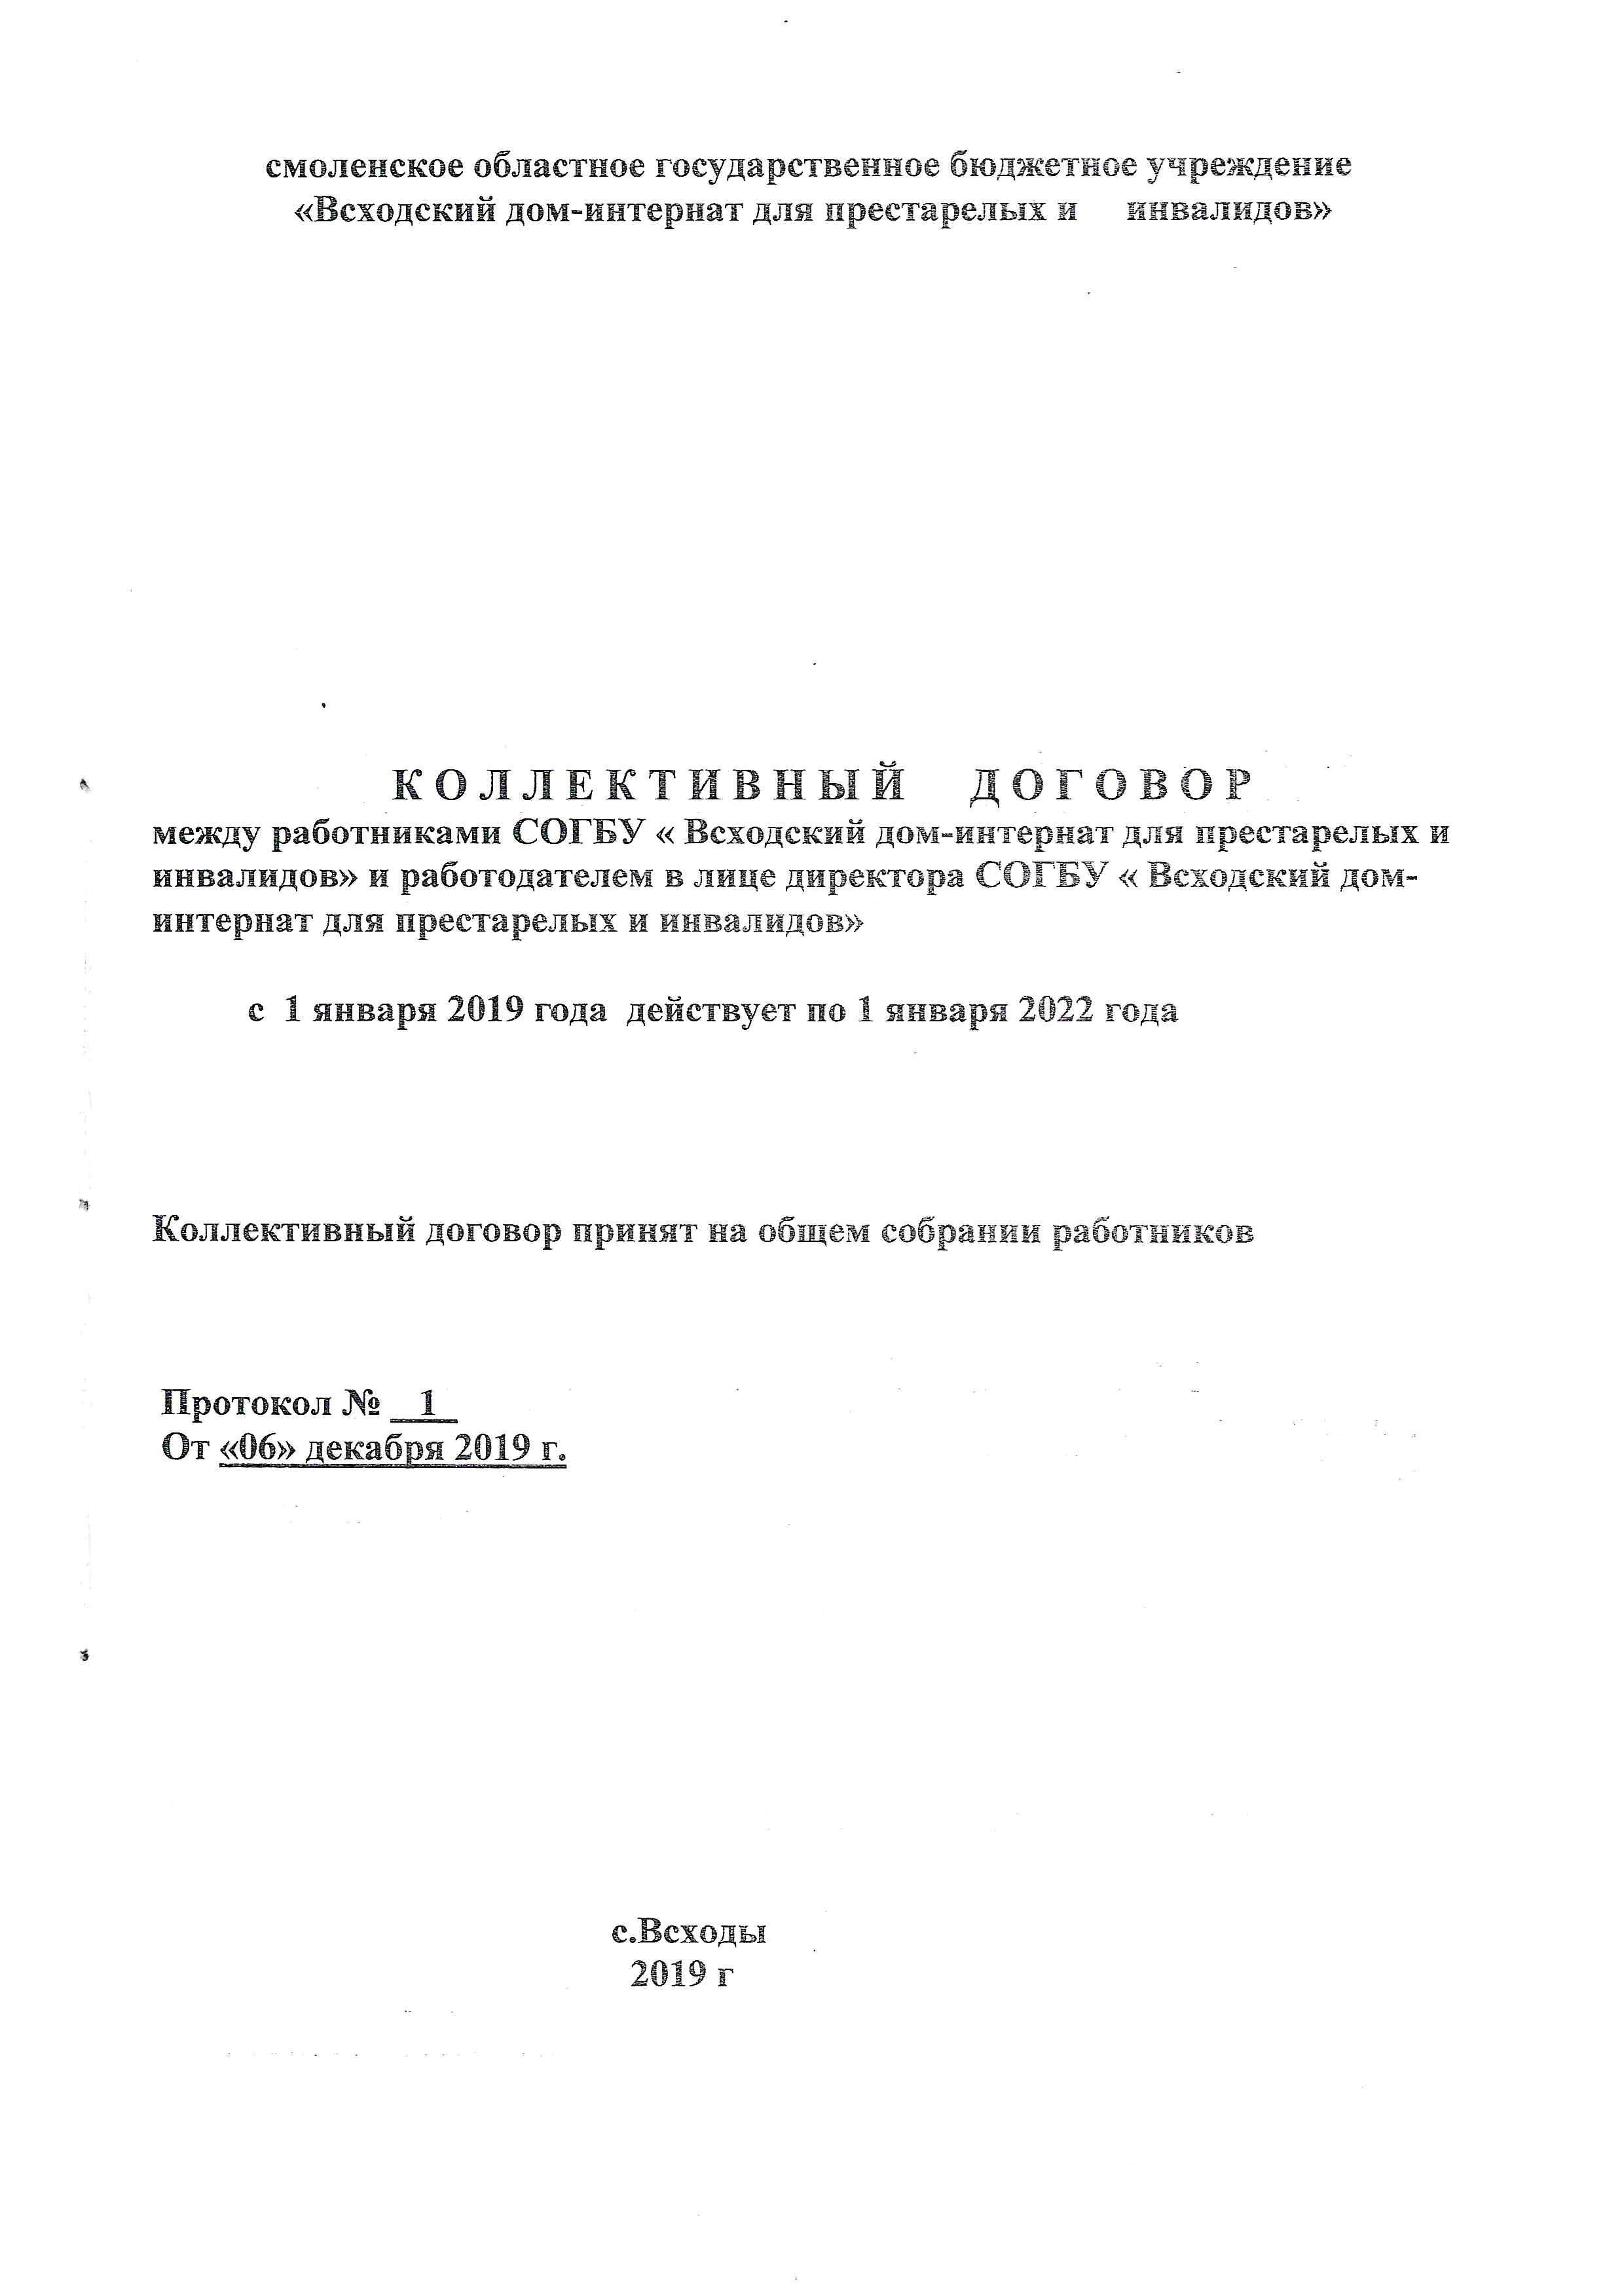 смоленское областное государственное бюджетное учреждение
«Всходский дом-интернат для престарелых и инвалидов»
К О Л Л Е К Т И В Н Ы Й Д О Г О В О Р
между работниками СОГБУ « Всходский дом-интернат для престарелых и
инвалидов» и работодателем в лице директора СОГБУ « Всходский дом-
интернат для престарелых и инвалидов»
с 1 января 2019 года действует по 1 января 2022 года
Коллективный договор принят на общем собрании работников
Протокол № 1
От «06» декабря 2019 г.
с.Всходы
2019 г